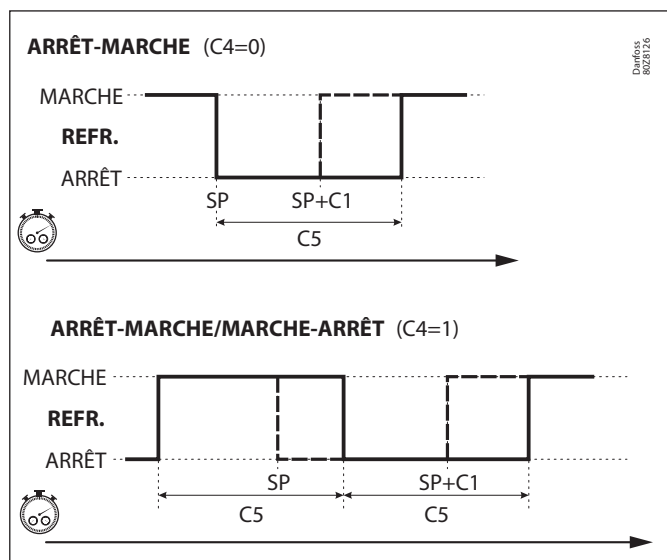 ARRÊT-MARCHE (C4=0)
Danfoss
80Z8126
MARCHE
REFR.
ARRÊT
SP SP+C1
C5
ARRÊT-MARCHE/MARCHE-ARRÊT (C4=1)
MARCHE
REFR.
ARRÊT
SP SP+C1
C5 C5